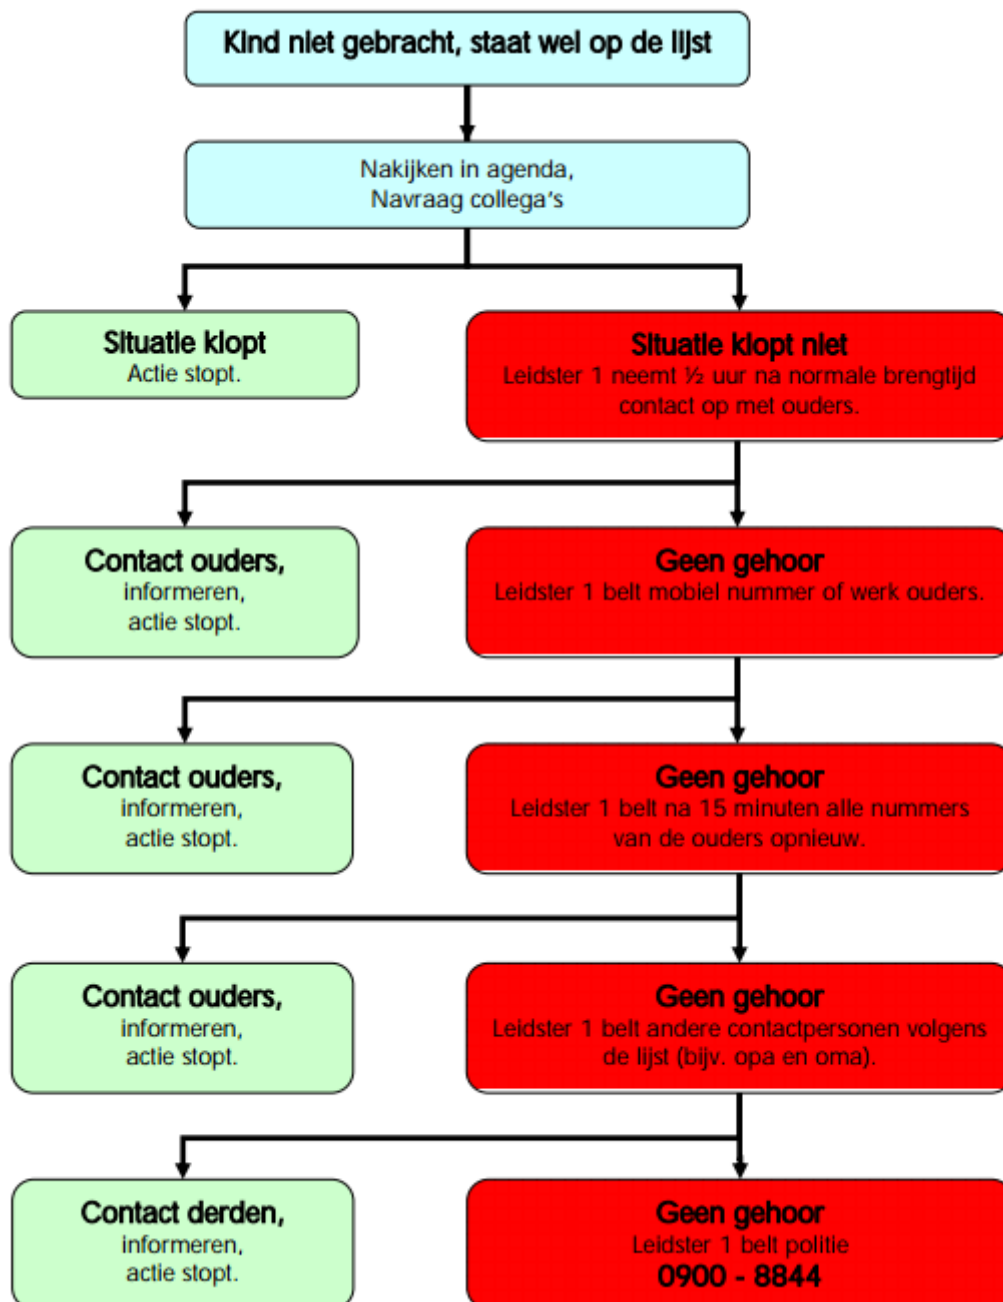 Kind niet gebracht, staat wel op de lijst
Nakijken in agenda,
Navraag collega's
Situatie klopt
Actie stopt.
Situatie klopt niet
Leidster 1 neemt ½ uur na normale brengtijd
contact op met ouders.
Contact ouders,
informeren,
actie stopt.
Geen gehoor
Leidster 1 belt mobiel nummer of werk ouders.
Contact ouders,
informeren,
actie stopt.
Geen gehoor
Leidster 1 belt na 15 minuten alle nummers
van de ouders opnieuw.
Contact ouders,
informeren,
actie stopt.
Geen gehoor
Leidster 1 belt andere contactpersonen volgens
de lijst (bijv. opa en oma).
Contact derden,
informeren,
actie stopt.
Geen gehoor
Leidster 1 belt politie
0900 - 8844